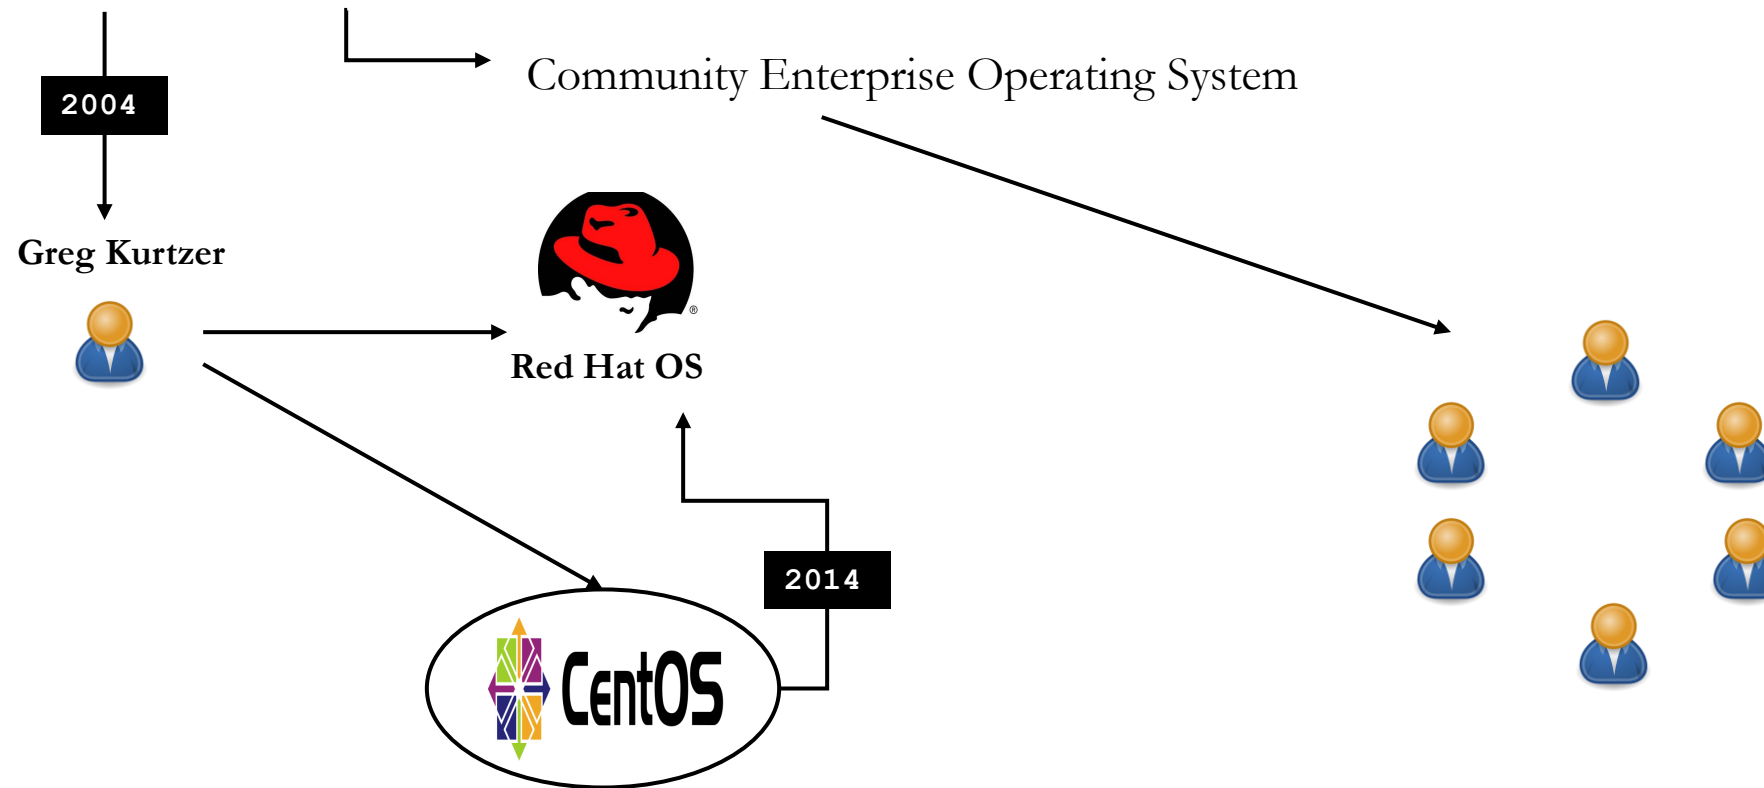 Community Enterprise Operating System
2004
Greg Kurtzer
®
Red Hat OS
2014
CentOS